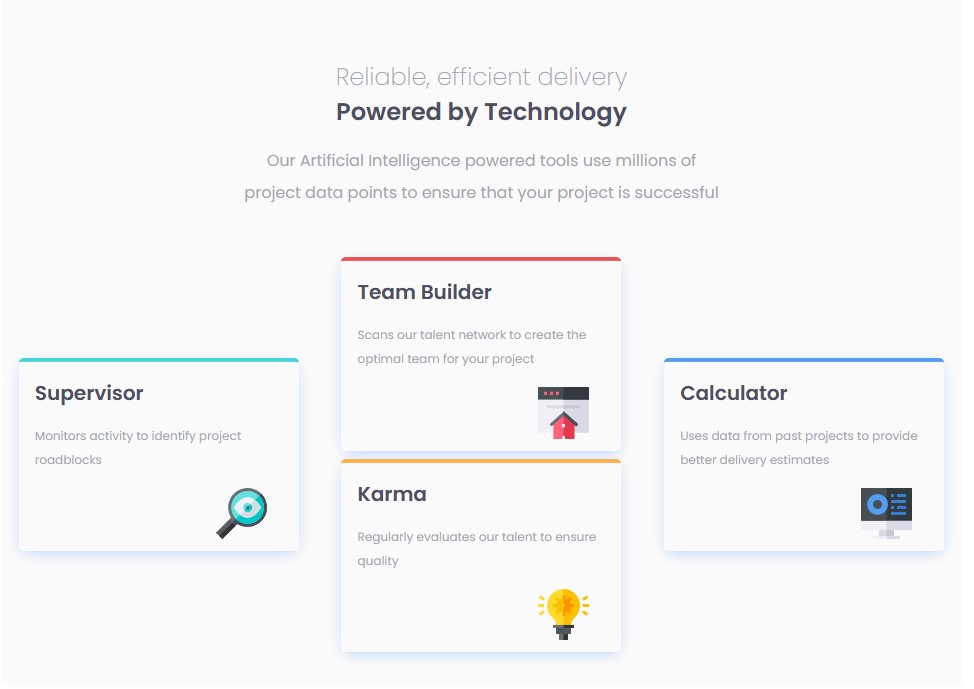 Reliable, efficient delivery
Powered by Technology
Our Artificial Intelligence powered tools use millions of
project data points to ensure that your project is successful
Supervisor
Monitors activity to identify project
roadblocks
Team Builder
Scans our talent network to create the
optimal team for your project
Karma
Regularly evaluates our talent to ensure
quality
Calculator
Uses data from past projects to provide
better delivery estimates